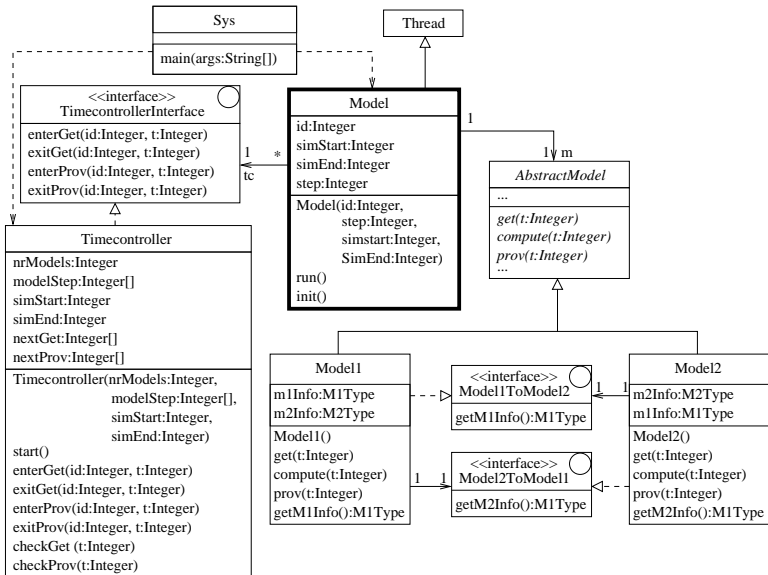 Sys
main(args:String[])
Thread
<<interface>>
TimecontrollerInterface
enterGet(id:Integer, t:Integer)
exitGet(id:Integer, t:Integer)
enterProv(id:Integer, t:Integer)
exitProv(id:Integer, t:Integer)
1
tc
*
Model
id:Integer
simStart:Integer
simEnd:Integer
step:Integer
Model(id:Integer,
step:Integer,
simstart:Integer,
SimEnd:Integer)
run()
init()
1
1
m
AbstractModel
...
get(t:Integer)
compute(t:Integer)
prov(t:Integer)
...
Timecontroller
nrModels:Integer
modelStep:Integer[]
simStart:Integer
simEnd:Integer
nextGet:Integer[]
nextProv:Integer[]
Timecontroller(nrModels:Integer,
modelStep:Integer[],
simStart:Integer,
simEnd:Integer)
start()
enterGet(id:Integer, t:Integer)
exitGet(id:Integer, t:Integer)
enterProv(id:Integer, t:Integer)
exitProv(id:Integer, t:Integer)
checkGet (t:Integer)
checkProv(t:Integer)
Model1
m1Info:M1Type
m2Info:M2Type
Model1()
get(t:Integer)
compute(t:Integer)
prov(t:Integer)
getM1Info():M1Type
<<interface>>
Model1ToModel2
getM1Info():M1Type
1
1
<<interface>>
Model2ToModel1
getM2Info():M1Type
1
1
Model2
m2Info:M2Type
m1Info:M1Type
Model2()
get(t:Integer)
compute(t:Integer)
prov(t:Integer)
getM2Info():M1Type